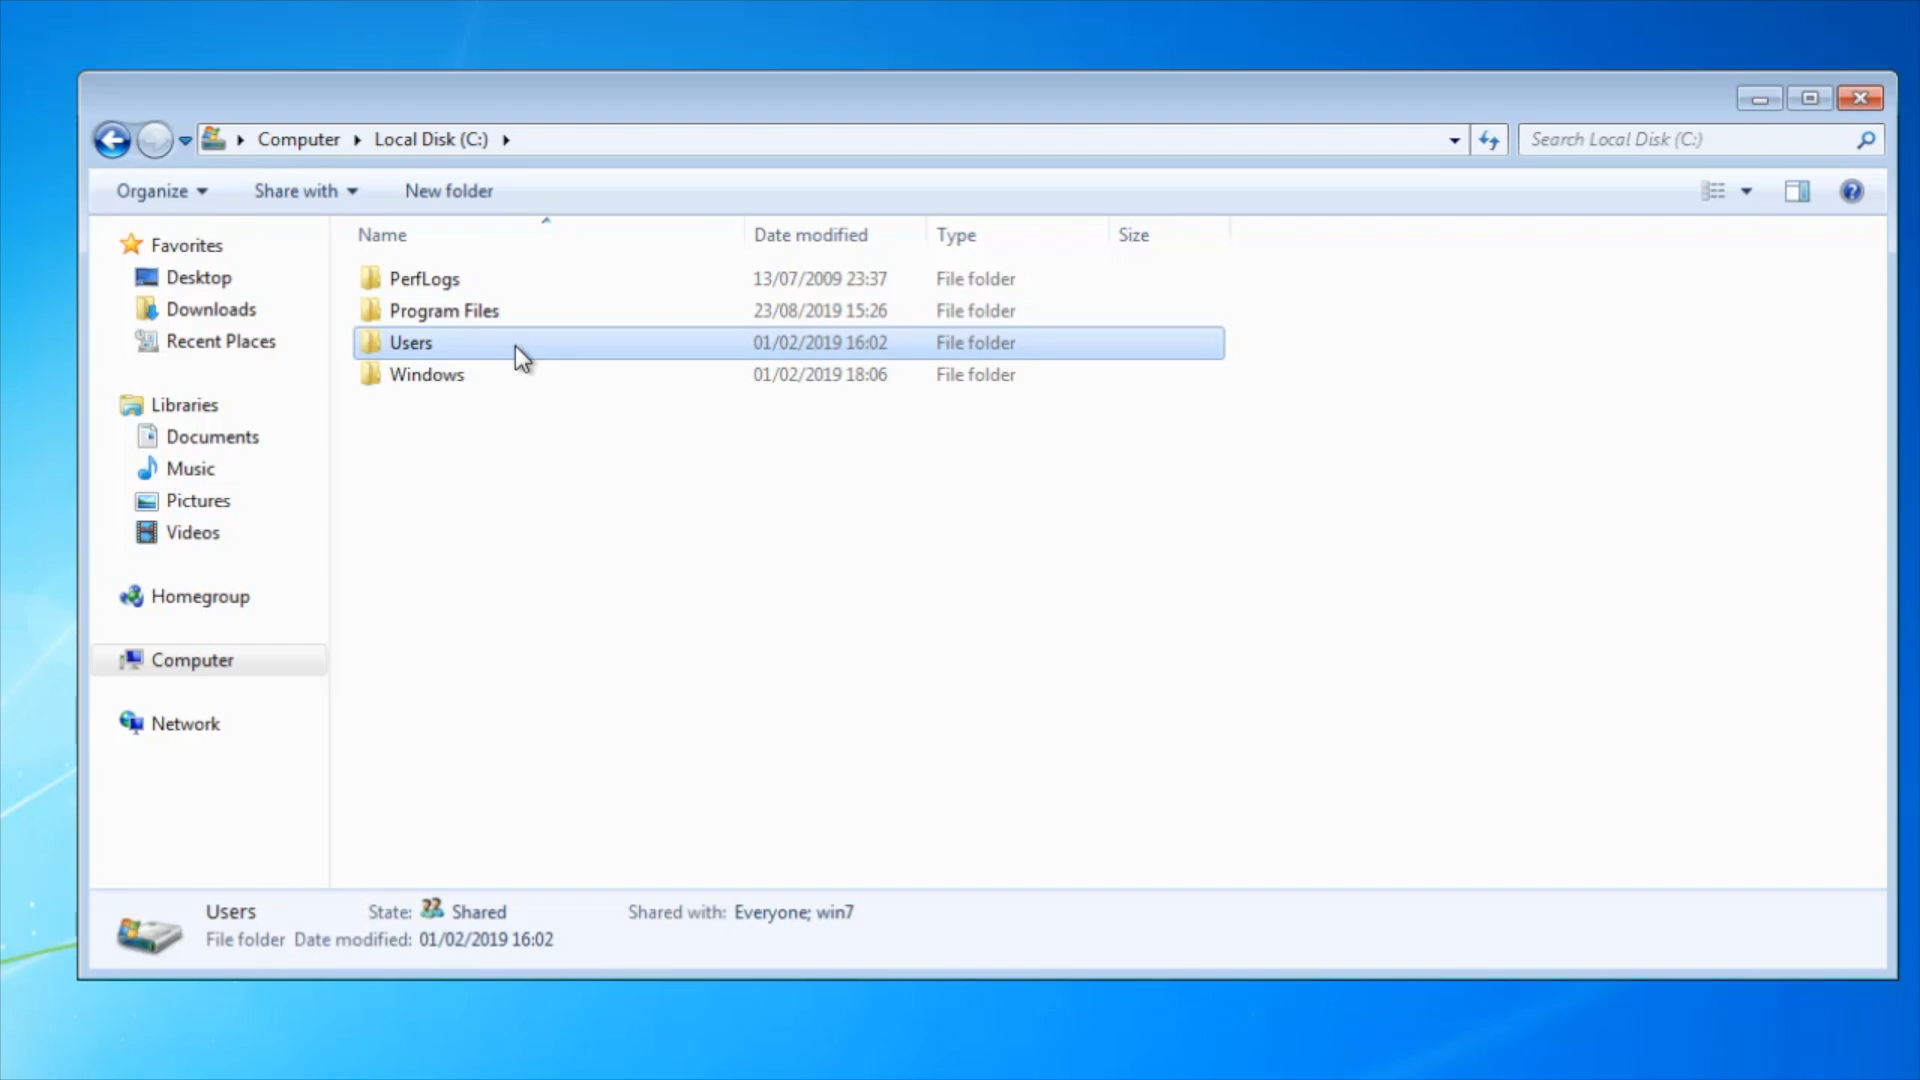 Computer Local Disk (C:)
Search Local Disk (C:)
Organize Share with New folder
Name Date modified Type Size
PerfLogs 13/07/2009 23:37 File folder
Program Files 23/08/2019 15:26 File folder
Users 01/02/2019 16:02 File folder
Windows 01/02/2019 18:06 File folder
Favorites
Desktop
Downloads
Recent Places
Libraries
Documents
Music
Pictures
Videos
Homegroup
Computer
Network
Users State: Shared Shared with: Everyone; win7
File folder Date modified: 01/02/2019 16:02